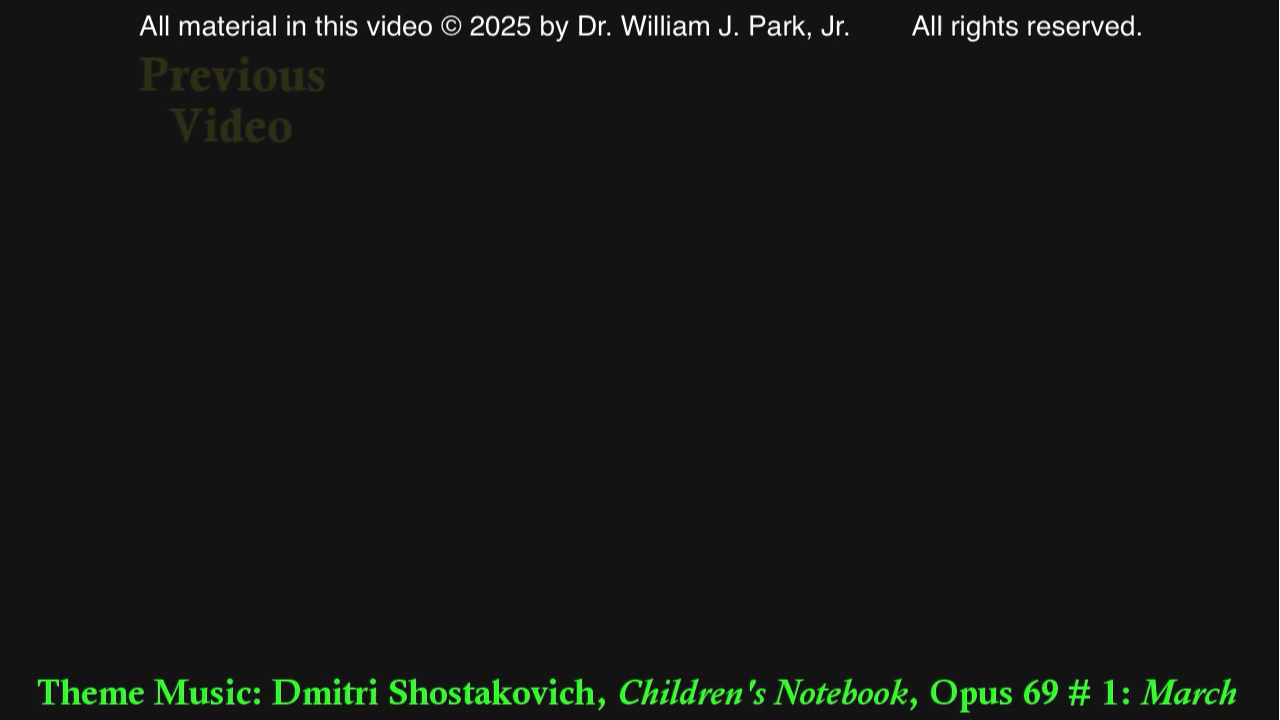 All material in this video © 2025 by Dr. William J. Park, Jr. All rights reserved.
Previous
Video
Theme Music: Dmitri Shostakovich, Children's Notebook, Opus 69 # 1: March